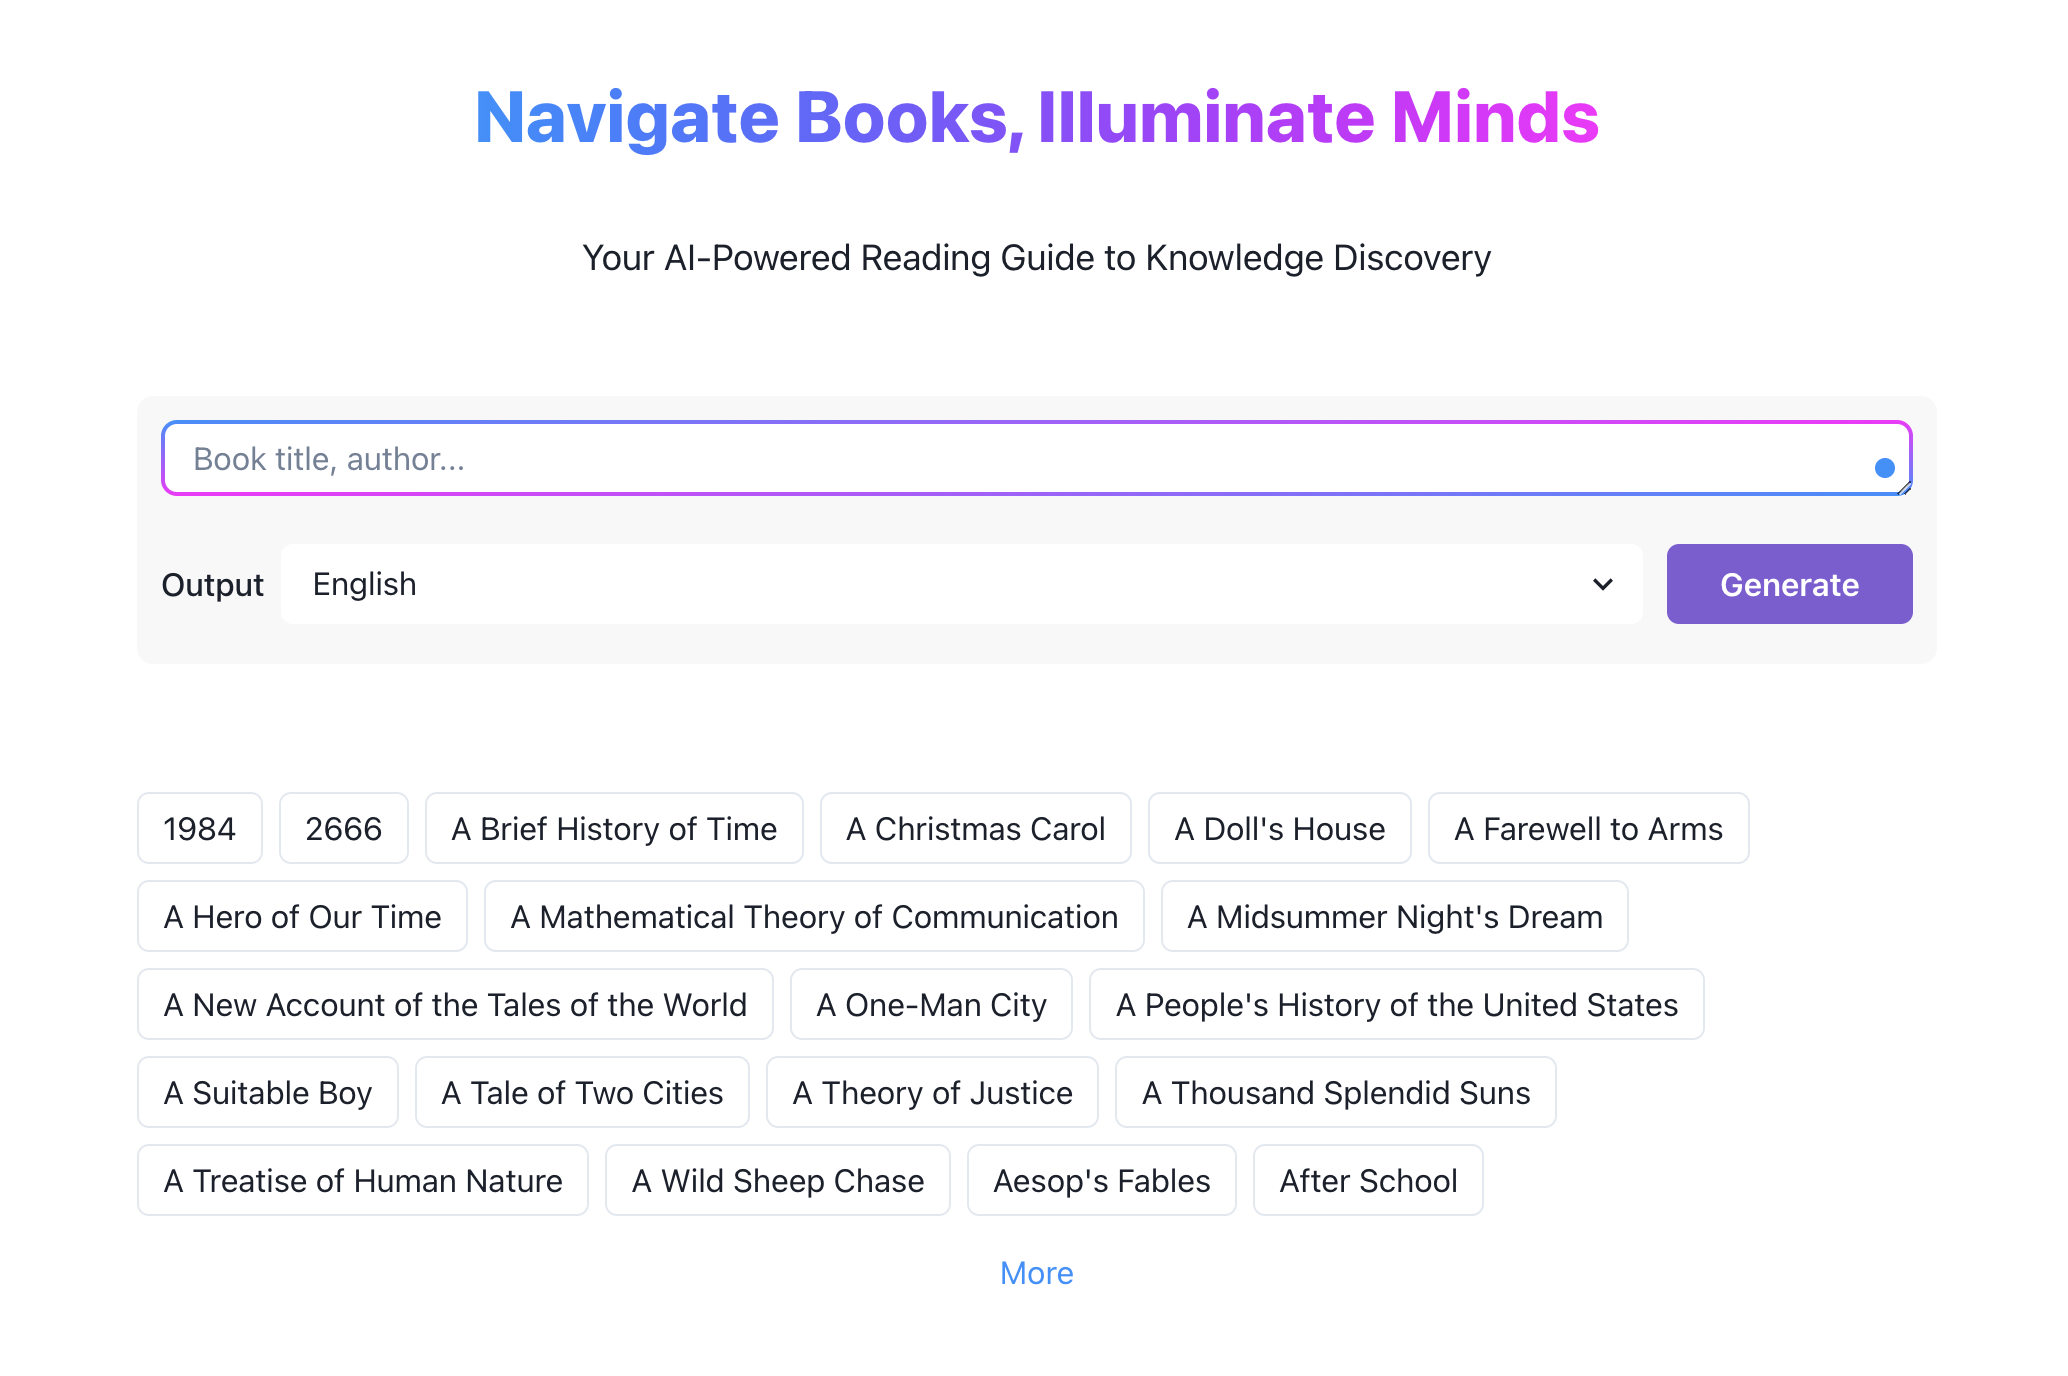 Navigate Books, Illuminate Minds
Your AI-Powered Reading Guide to Knowledge Discovery
Book title, author...
Output English Generate
1984 2666 A Brief History of Time A Christmas Carol A Doll's House A Farewell to Arms
A Hero of Our Time A Mathematical Theory of Communication A Midsummer Night's Dream
A New Account of the Tales of the World A One-Man City A People's History of the United States
A Suitable Boy A Tale of Two Cities A Theory of Justice A Thousand Splendid Suns
A Treatise of Human Nature A Wild Sheep Chase Aesop's Fables After School
More